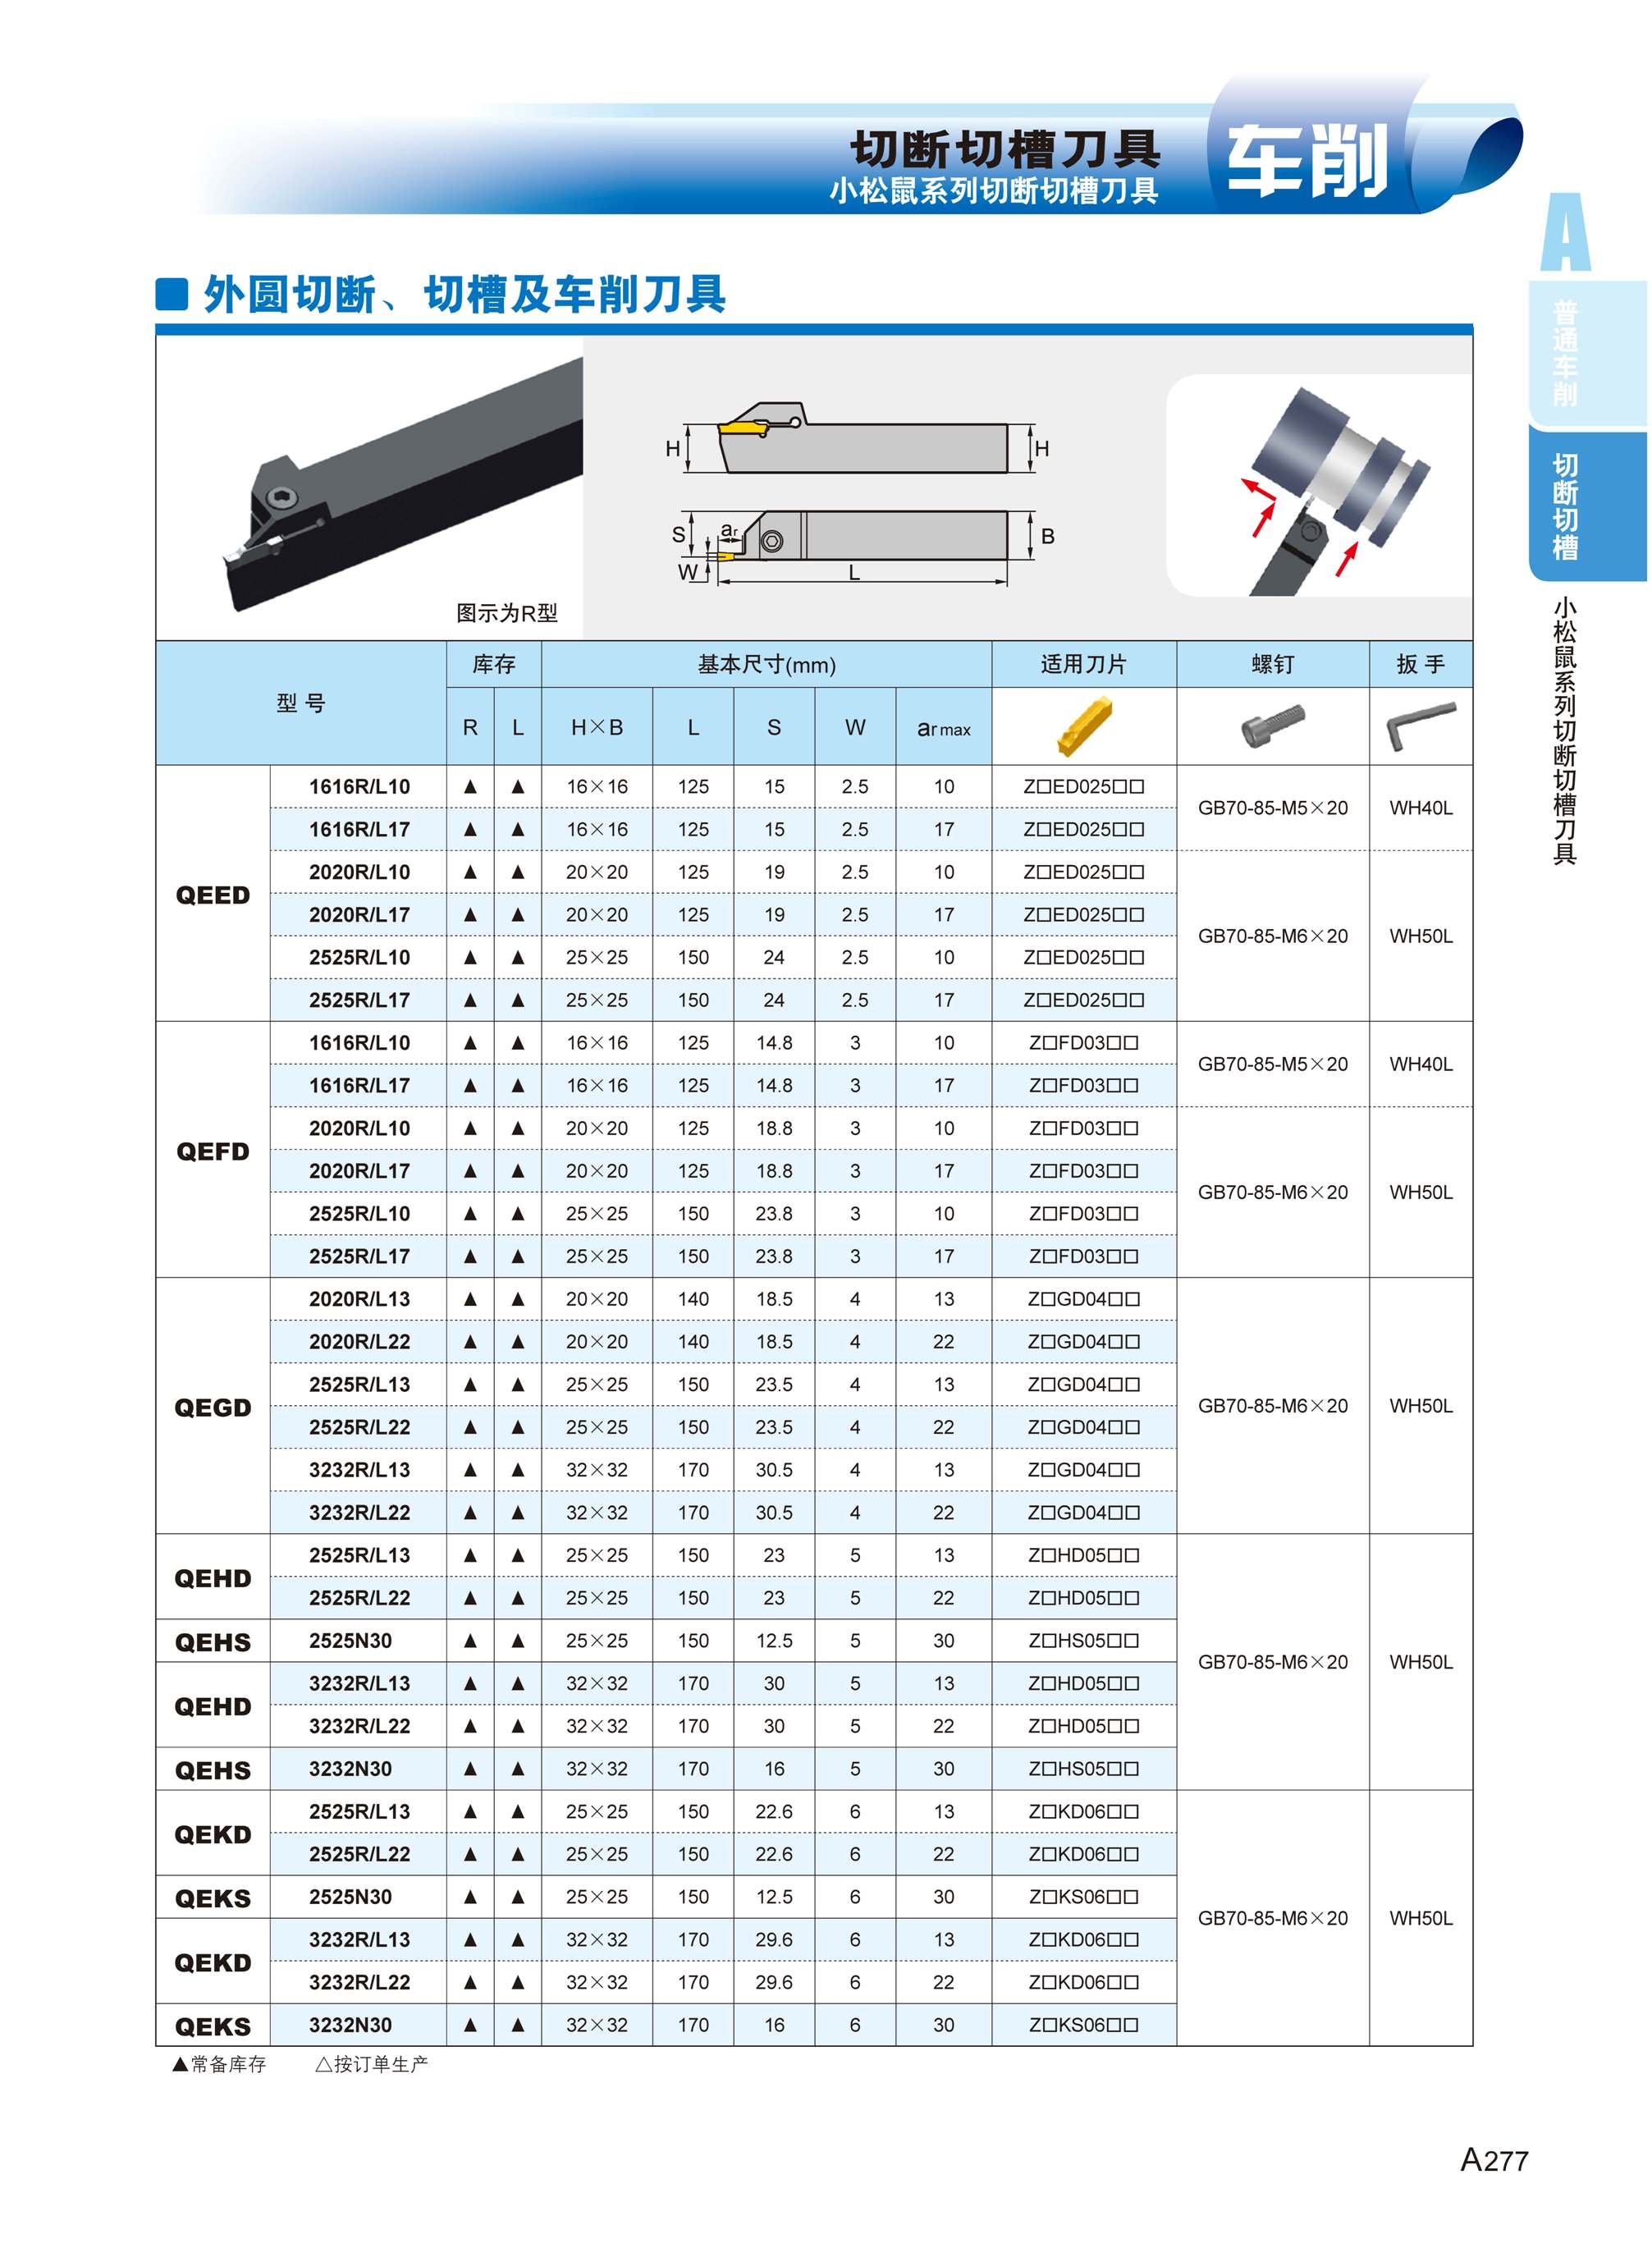 切断切槽刀具
小松鼠系列切断切槽刀具
车削
A
普通车削
切断切槽
小松鼠系列切断切槽刀具
■ 外圆切断、切槽及车削刀具
图示为R型
H H
S ar B
W L
型 号 库存 基本尺寸(mm) 适用刀片 螺钉 扳 手
R L H×B L S W ar max
QEED
1616R/L10 ▲ ▲ 16×16 125 15 2.5 10 Z□ED025□□ GB70-85-M5×20 WH40L
1616R/L17 ▲ ▲ 16×16 125 15 2.5 17 Z□ED025□□
2020R/L10 ▲ ▲ 20×20 125 19 2.5 10 Z□ED025□□ GB70-85-M6×20 WH50L
2020R/L17 ▲ ▲ 20×20 125 19 2.5 17 Z□ED025□□
2525R/L10 ▲ ▲ 25×25 150 24 2.5 10 Z□ED025□□
2525R/L17 ▲ ▲ 25×25 150 24 2.5 17 Z□ED025□□
QEFD
1616R/L10 ▲ ▲ 16×16 125 14.8 3 10 Z□FD03□□ GB70-85-M5×20 WH40L
1616R/L17 ▲ ▲ 16×16 125 14.8 3 17 Z□FD03□□
2020R/L10 ▲ ▲ 20×20 125 18.8 3 10 Z□FD03□□ GB70-85-M6×20 WH50L
2020R/L17 ▲ ▲ 20×20 125 18.8 3 17 Z□FD03□□
2525R/L10 ▲ ▲ 25×25 150 23.8 3 10 Z□FD03□□
2525R/L17 ▲ ▲ 25×25 150 23.8 3 17 Z□FD03□□
QEGD
2020R/L13 ▲ ▲ 20×20 140 18.5 4 13 Z□GD04□□ GB70-85-M6×20 WH50L
2020R/L22 ▲ ▲ 20×20 140 18.5 4 22 Z□GD04□□
2525R/L13 ▲ ▲ 25×25 150 23.5 4 13 Z□GD04□□
2525R/L22 ▲ ▲ 25×25 150 23.5 4 22 Z□GD04□□
3232R/L13 ▲ ▲ 32×32 170 30.5 4 13 Z□GD04□□
3232R/L22 ▲ ▲ 32×32 170 30.5 4 22 Z□GD04□□
QEHD
2525R/L13 ▲ ▲ 25×25 150 23 5 13 Z□HD05□□ GB70-85-M6×20 WH50L
2525R/L22 ▲ ▲ 25×25 150 23 5 22 Z□HD05□□
QEHS 2525N30 ▲ ▲ 25×25 150 12.5 5 30 Z□HS05□□
QEHD
3232R/L13 ▲ ▲ 32×32 170 30 5 13 Z□HD05□□
3232R/L22 ▲ ▲ 32×32 170 30 5 22 Z□HD05□□
QEHS 3232N30 ▲ ▲ 32×32 170 16 5 30 Z□HS05□□
QEKD
2525R/L13 ▲ ▲ 25×25 150 22.6 6 13 Z□KD06□□ GB70-85-M6×20 WH50L
2525R/L22 ▲ ▲ 25×25 150 22.6 6 22 Z□KD06□□
QEKS 2525N30 ▲ ▲ 25×25 150 12.5 6 30 Z□KS06□□
QEKD
3232R/L13 ▲ ▲ 32×32 170 29.6 6 13 Z□KD06□□
3232R/L22 ▲ ▲ 32×32 170 29.6 6 22 Z□KD06□□
QEKS 3232N30 ▲ ▲ 32×32 170 16 6 30 Z□KS06□□
▲常备库存 △按订单生产
A277